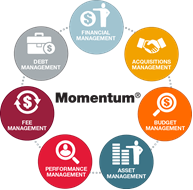 FINANCIAL
MANAGEMENT
ACQUISITIONS
MANAGEMENT
BUDGET
MANAGEMENT
ASSET
MANAGEMENT
PERFORMANCE
MANAGEMENT
FEE
MANAGEMENT
DEBT
MANAGEMENT
Momentum®